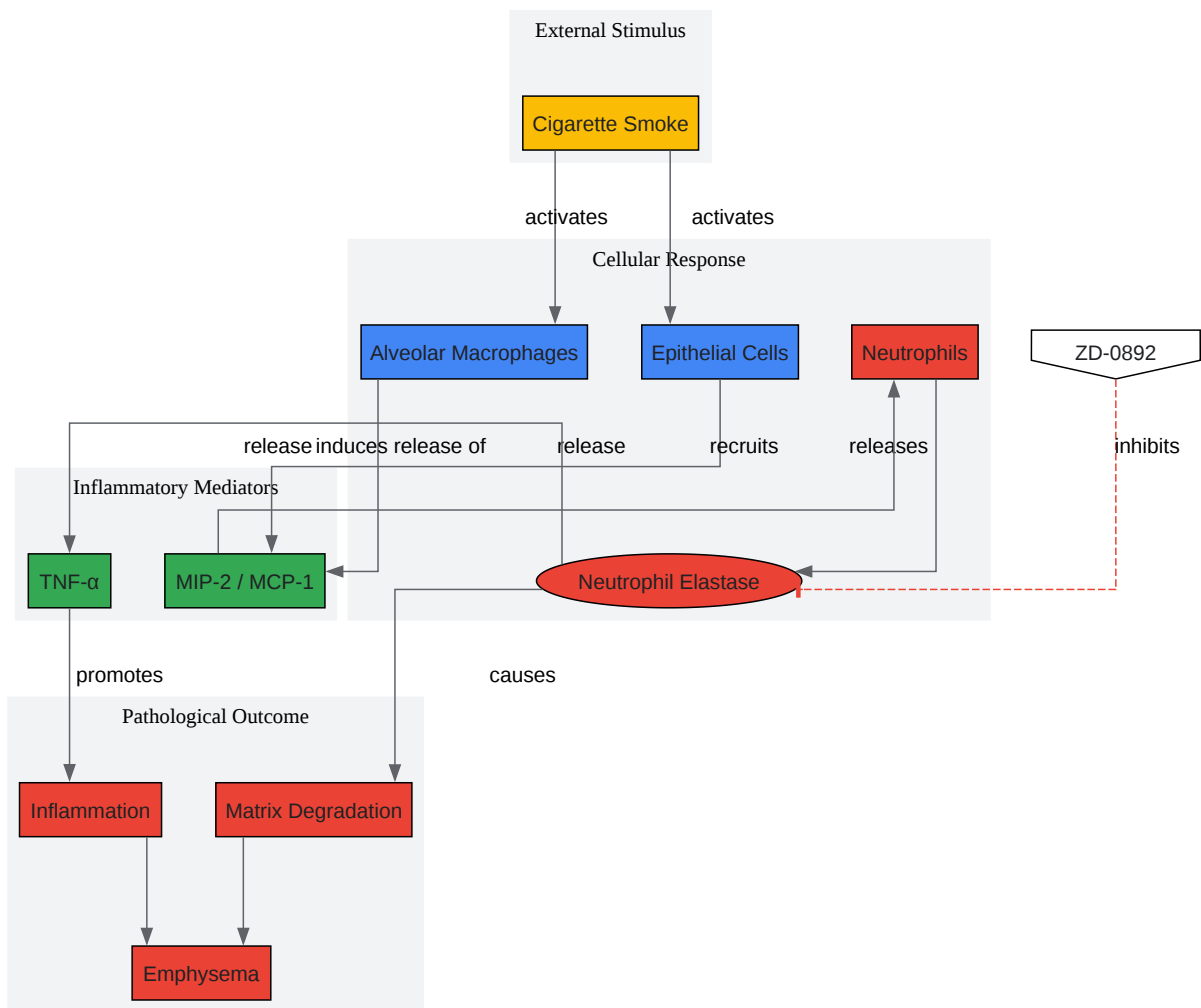 External Stimulus
Cigarette Smoke
activates
activates
Cellular Response
Alveolar Macrophages
Epithelial Cells
Neutrophils
ZD-0892
release
induces release of
release
recruits
releases
inhibits
Inflammatory Mediators
TNF-α
MIP-2 / MCP-1
Neutrophil Elastase
promotes
causes
Pathological Outcome
Inflammation
Matrix Degradation
Emphysema